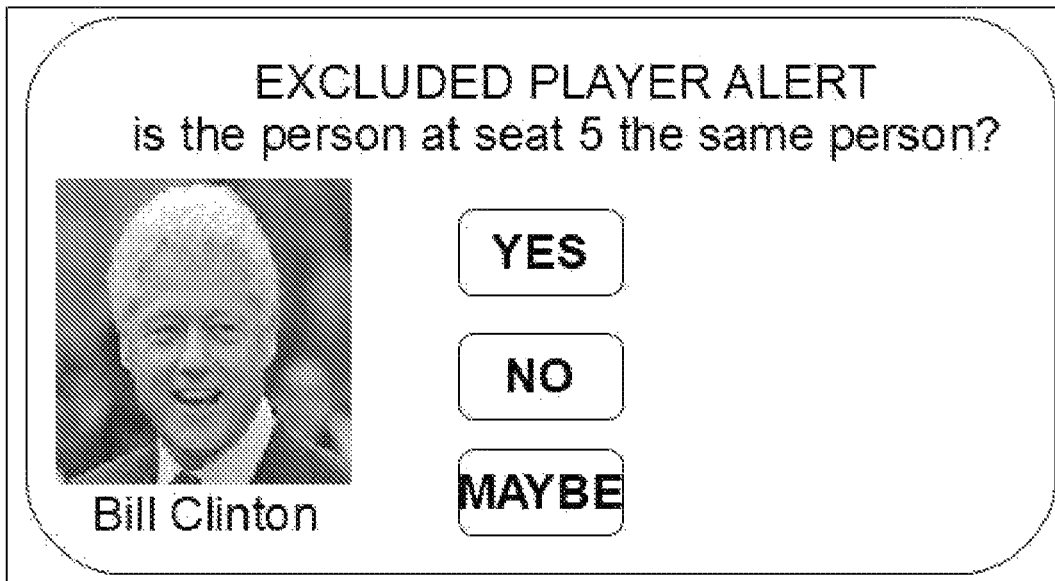 EXCLUDED PLAYER ALERT
is the person at seat 5 the same person?
YES
NO
MAYBE
Bill Clinton